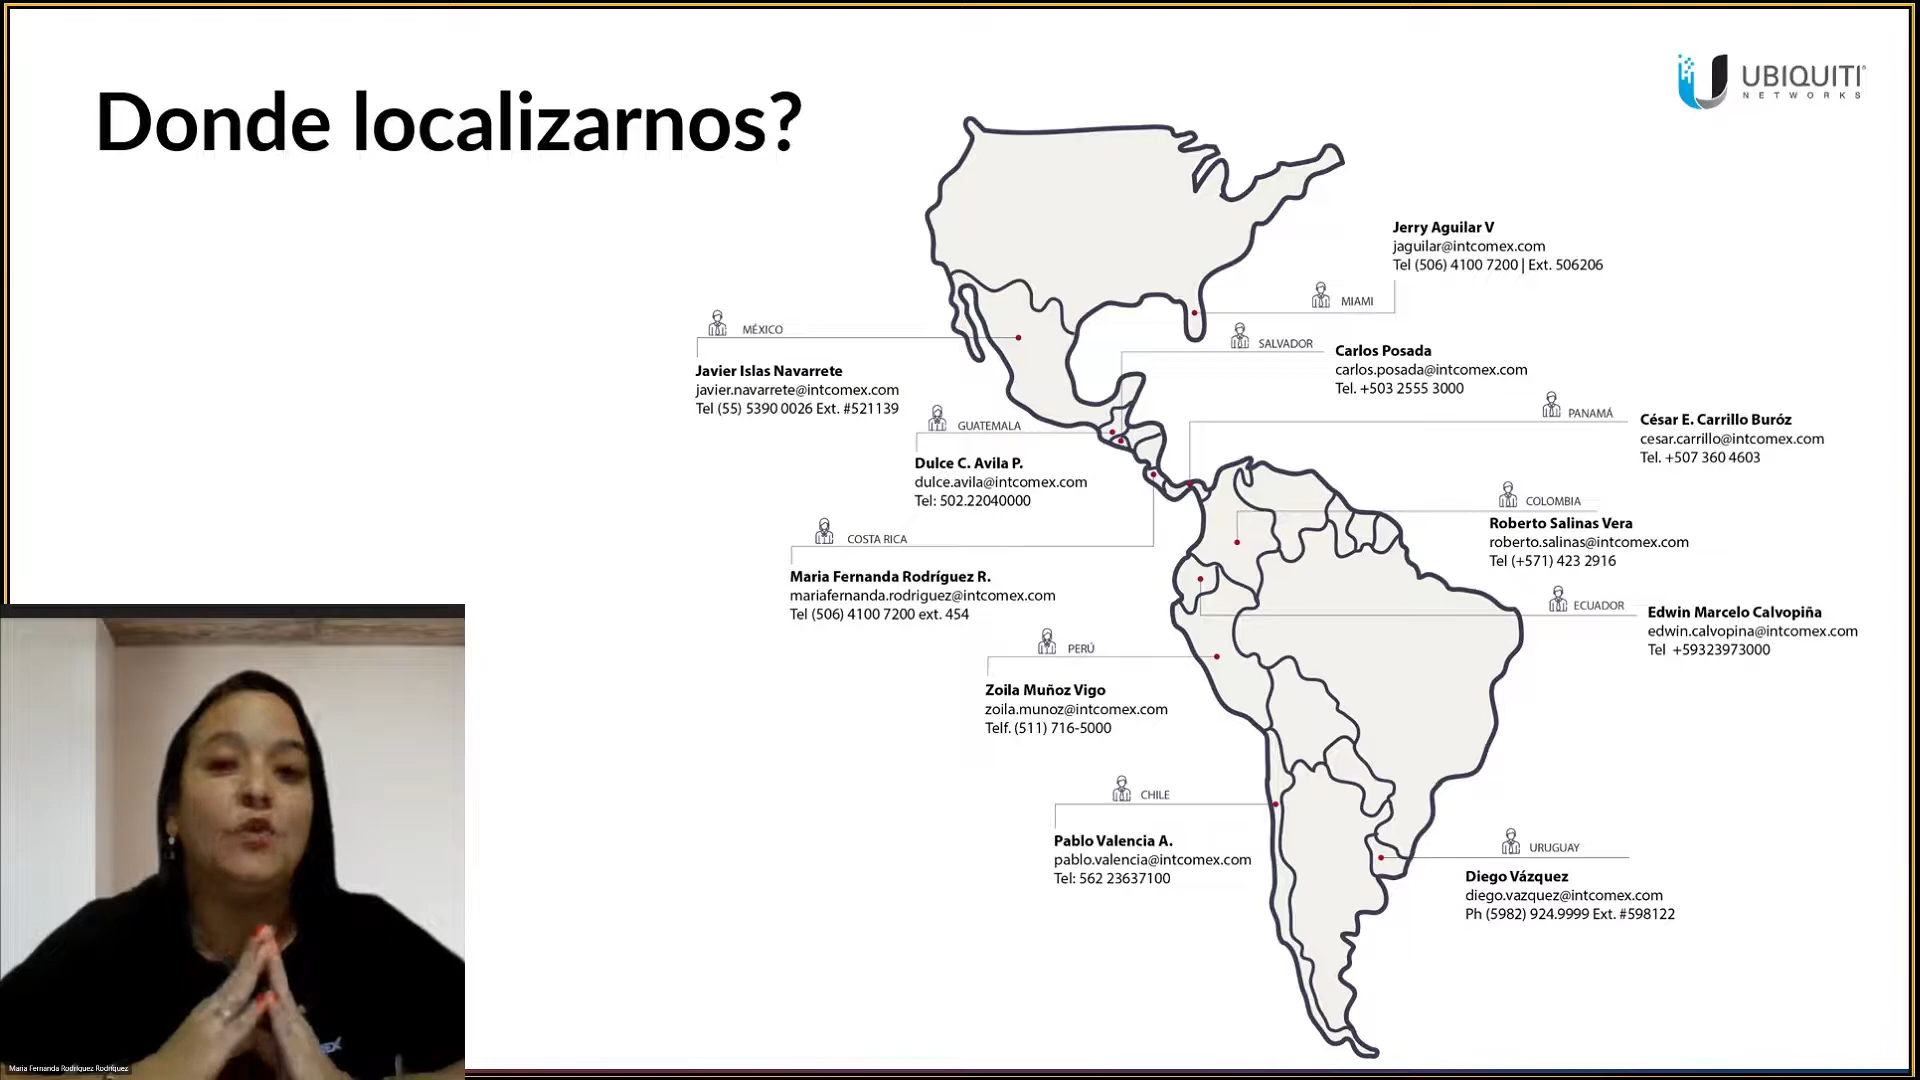 Donde localizarnos?
UBIQUITI
NETWORKS
Jerry Aguilar V
jaguilar@intcomex.com
Tel (506) 4100 7200 | Ext. 506206
MIAMI
MÉXICO
Javier Islas Navarrete
javier.navarrete@intcomex.com
Tel (55) 5390 0026 Ext. #521139
SALVADOR
Carlos Posada
carlos.posada@intcomex.com
Tel. +503 2555 3000
PANAMÁ
César E. Carrillo Buróz
cesar.carrillo@intcomex.com
Tel. +507 360 4603
GUATEMALA
Dulce C. Avila P.
dulce.avila@intcomex.com
Tel: 502.22040000
COLOMBIA
Roberto Salinas Vera
roberto.salinas@intcomex.com
Tel (+571) 423 2916
COSTA RICA
Maria Fernanda Rodríguez R.
mariafernanda.rodriguez@intcomex.com
Tel (506) 4100 7200 ext. 454
ECUADOR
Edwin Marcelo Calvopiña
edwin.calvopina@intcomex.com
Tel +59323973000
PERÚ
Zoila Muñoz Vigo
zoila.munoz@intcomex.com
Telf. (511) 716-5000
CHILE
Pablo Valencia A.
pablo.valencia@intcomex.com
Tel: 562 23637100
URUGUAY
Diego Vázquez
diego.vazquez@intcomex.com
Ph (5982) 924.9999 Ext. #598122
Maria Fernanda Rodríguez Rodríguez